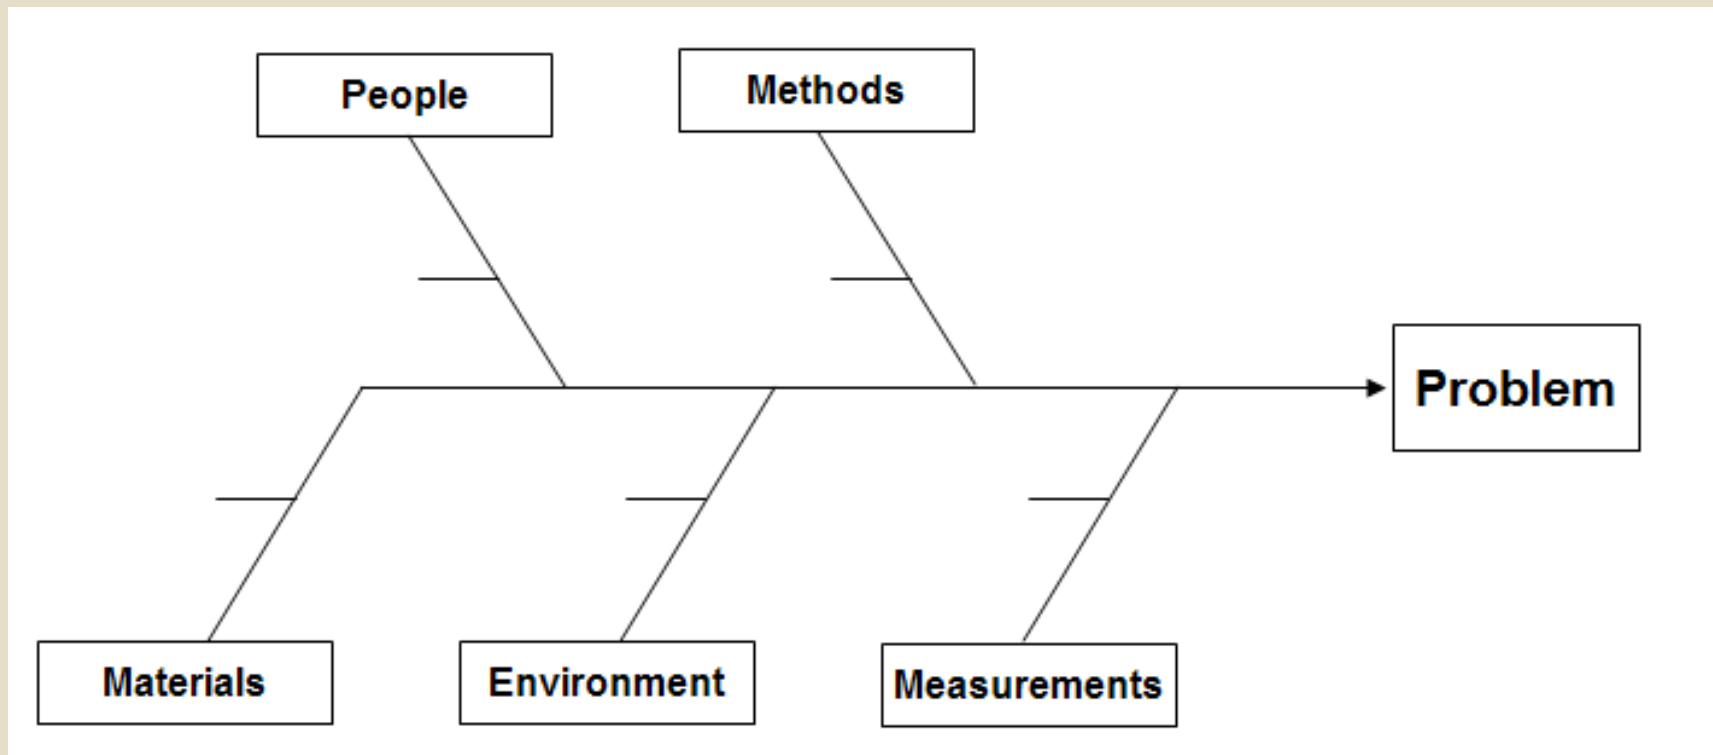 People
Methods
Problem
Materials
Environment
Measurements